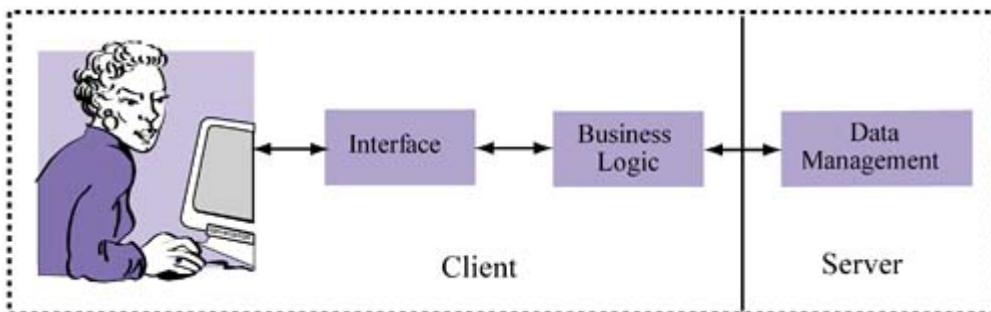 Interface
Business
Logic
Data
Management
Client
Server